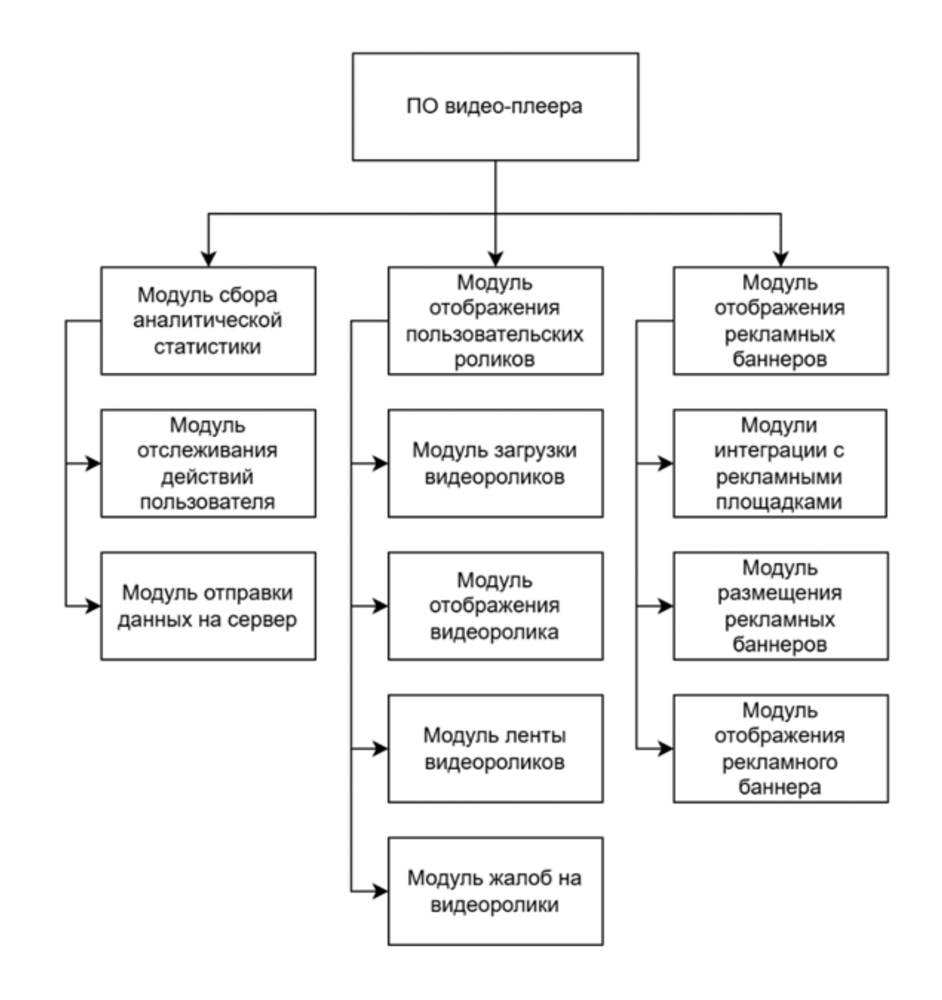 ПО видео-плеера
Модуль сбора
аналитической
статистики
Модуль
отслеживания
действий
пользователя
Модуль отправки
данных на сервер
Модуль
отображения
пользовательских
роликов
Модуль загрузки
видеороликов
Модуль
отображения
видеоролика
Модуль ленты
видеороликов
Модуль жалоб на
видеоролики
Модуль
отображения
рекламных
баннеров
Модули
интеграции с
рекламными
площадками
Модуль
размещения
рекламных
баннеров
Модуль
отображения
рекламного
баннера